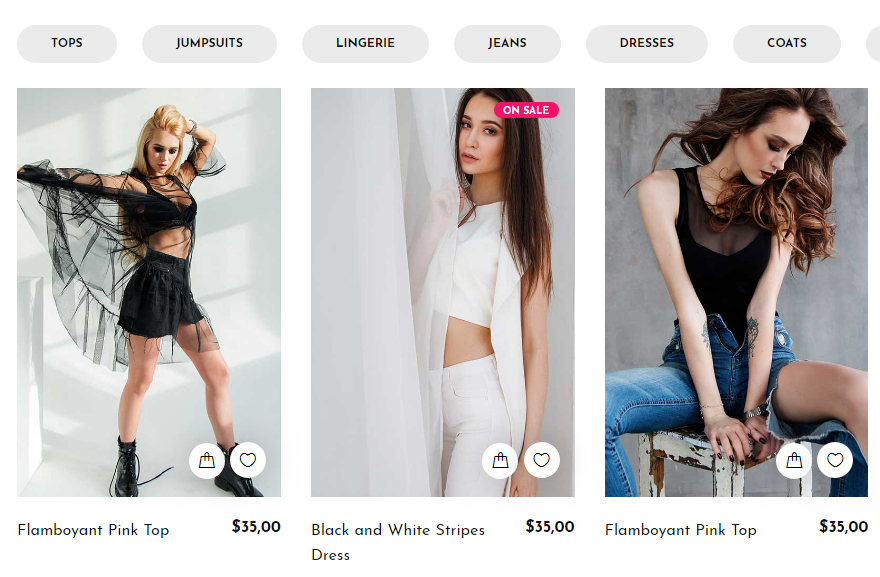 TOPS
JUMPSUITS
LINGERIE
JEANS
DRESSES
COATS
ON SALE
Flamboyant Pink Top
$35,00
Black and White Stripes
Dress
$35,00
Flamboyant Pink Top
$35,00